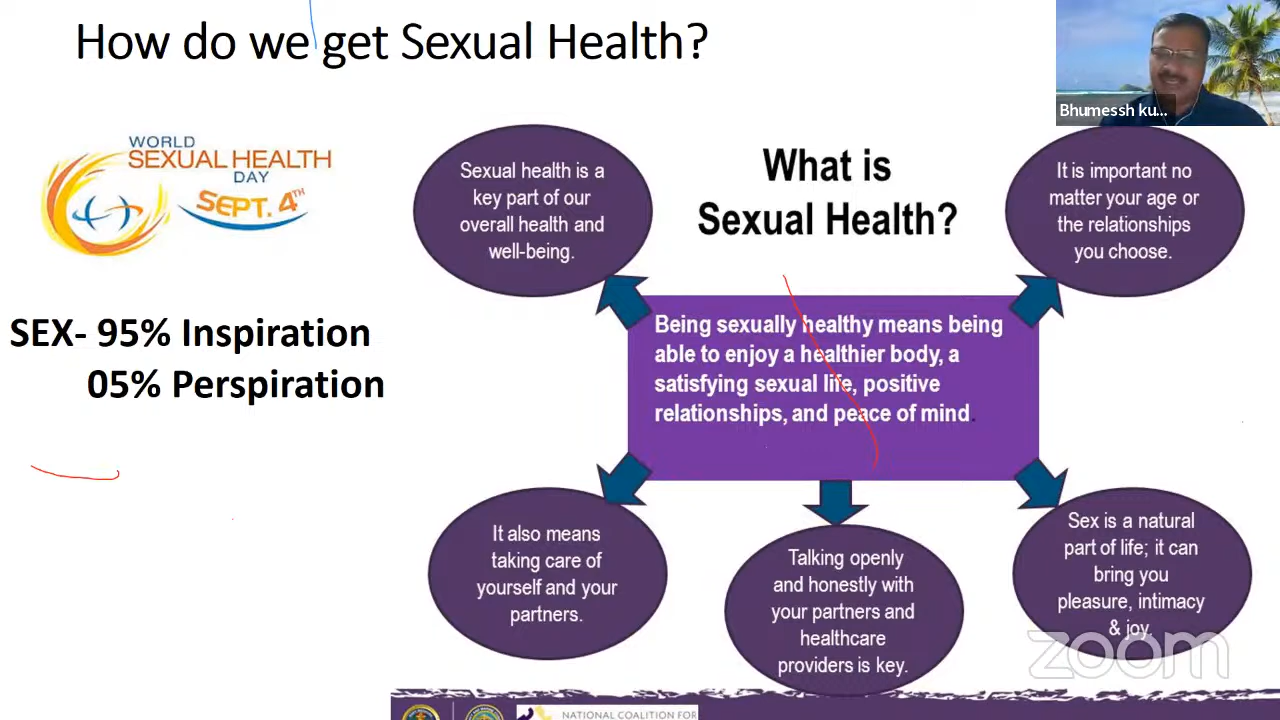 How do we get Sexual Health?
Bhumessh ku...
WORLD
SEXUAL HEALTH
DAY
SEPT. 4TH
SEX- 95% Inspiration
05% Perspiration
What is
Sexual Health?
Sexual health is a
key part of our
overall health and
well-being.
It is important no
matter your age or
the relationships
you choose.
Being sexually healthy means being
able to enjoy a healthier body, a
satisfying sexual life, positive
relationships, and peace of mind.
It also means
taking care of
yourself and your
partners.
Talking openly
and honestly with
your partners and
healthcare
providers is key.
Sex is a natural
part of life; it can
bring you
pleasure, intimacy
& joy.
zoom
NATIONAL COALITION FOR